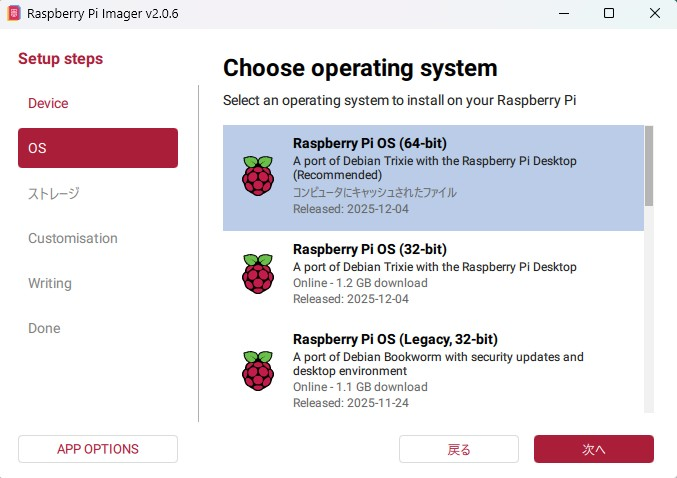 Raspberry Pi Imager v2.0.6
Setup steps
Device
OS
ストレージ
Customisation
Writing
Done
APP OPTIONS
Choose operating system
Select an operating system to install on your Raspberry Pi
Raspberry Pi OS (64-bit)
A port of Debian Trixie with the Raspberry Pi Desktop
(Recommended)
コンピュータにキャッシュされたファイル
Released: 2025-12-04
Raspberry Pi OS (32-bit)
A port of Debian Trixie with the Raspberry Pi Desktop
Online - 1.2 GB download
Released: 2025-12-04
Raspberry Pi OS (Legacy, 32-bit)
A port of Debian Bookworm with security updates and
desktop environment
Online - 1.1 GB download
Released: 2025-11-24
戻る
次へ